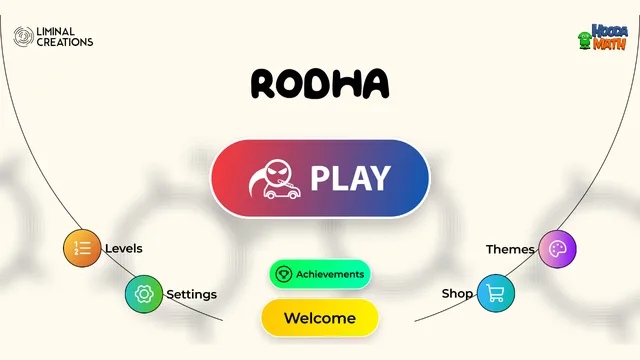 LIMINAL
CREATIONS
HOODA
MATH
RODHA
PLAY
Levels
Themes
Achievements
Settings
Shop
Welcome